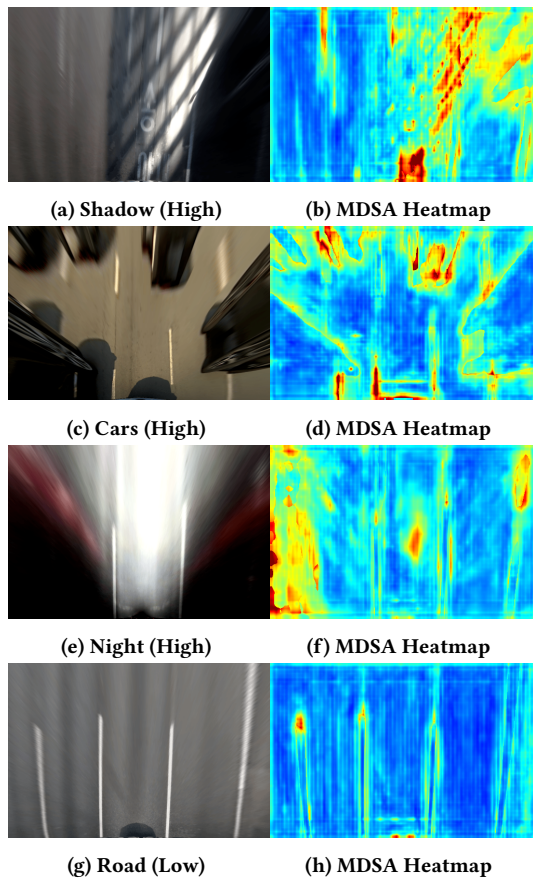 (a) Shadow (High) (b) MDSA Heatmap
(c) Cars (High) (d) MDSA Heatmap
(e) Night (High) (f) MDSA Heatmap
(g) Road (Low) (h) MDSA Heatmap